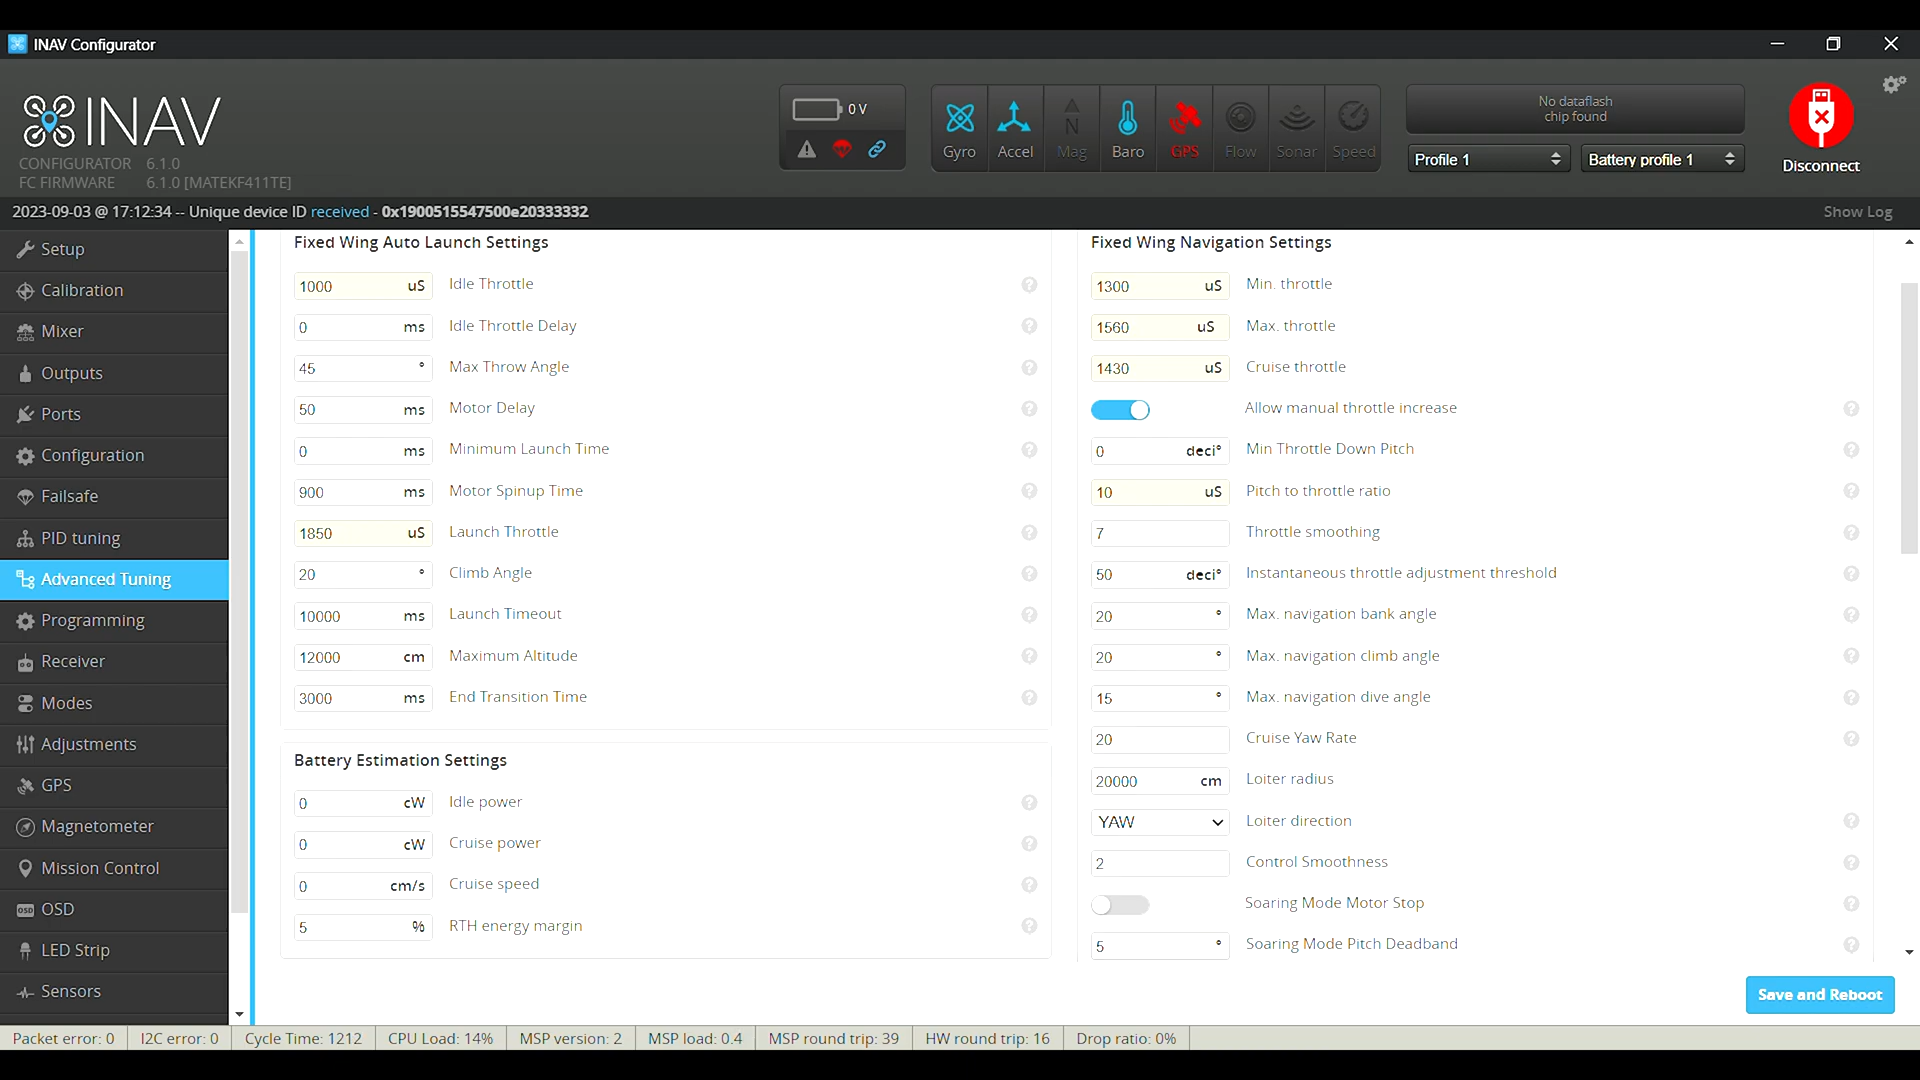 INAV Configurator
INAV
CONFIGURATOR 6.1.0
FC FIRMWARE 6.1.0 [MATEKF411TE]
0 V
Gyro Accel Mag Baro GPS Flow Sonar Speed
No dataflash
chip found
Profile 1 Battery profile 1
Disconnect
2023-09-03 @ 17:12:34 -- Unique device ID received - 0x1900515547500e20333332
Show Log
Setup
Calibration
Mixer
Outputs
Ports
Configuration
Failsafe
PID tuning
Advanced Tuning
Programming
Receiver
Modes
Adjustments
GPS
Magnetometer
Mission Control
OSD
LED Strip
Sensors
Fixed Wing Auto Launch Settings
1000 uS Idle Throttle
0 ms Idle Throttle Delay
45 ° Max Throw Angle
50 ms Motor Delay
0 ms Minimum Launch Time
900 ms Motor Spinup Time
1850 uS Launch Throttle
20 ° Climb Angle
10000 ms Launch Timeout
12000 cm Maximum Altitude
3000 ms End Transition Time
Battery Estimation Settings
0 cW Idle power
0 cW Cruise power
0 cm/s Cruise speed
5 % RTH energy margin
Fixed Wing Navigation Settings
1300 uS Min. throttle
1560 uS Max. throttle
1430 uS Cruise throttle
Allow manual throttle increase
0 deci° Min Throttle Down Pitch
10 uS Pitch to throttle ratio
7 Throttle smoothing
50 deci° Instantaneous throttle adjustment threshold
20 ° Max. navigation bank angle
20 ° Max. navigation climb angle
15 ° Max. navigation dive angle
20 Cruise Yaw Rate
20000 cm Loiter radius
YAW Loiter direction
2 Control Smoothness
Soaring Mode Motor Stop
5 ° Soaring Mode Pitch Deadband
Save and Reboot
Packet error: 0 I2C error: 0 Cycle Time: 1212 CPU Load: 14% MSP version: 2 MSP load: 0.4 MSP round trip: 39 HW round trip: 16 Drop ratio: 0%